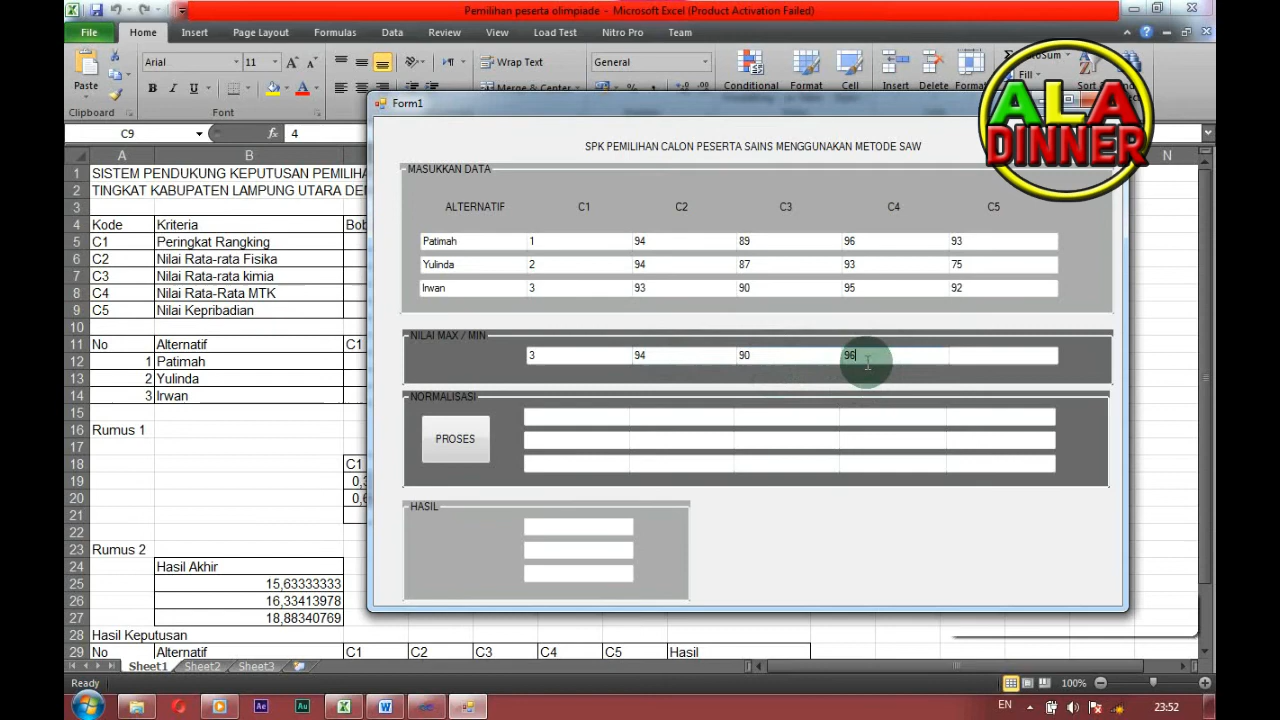 Pemilihan peserta olimpiade - Microsoft Excel (Product Activation Failed)
File Home Insert Page Layout Formulas Data Review View Load Test Nitro Pro Team
Arial 11 Wrap Text General AutoSum
Paste B I U Merge & Center Conditional Format Cell Insert Delete Format Fill
Clipboard Font
C9 fx 4
A B N
1 SISTEM PENDUKUNG KEPUTUSAN PEMILIHA
2 TINGKAT KABUPATEN LAMPUNG UTARA DE
3
4 Kode Kriteria Bob
5 C1 Peringkat Rangking
6 C2 Nilai Rata-rata Fisika
7 C3 Nilai Rata-rata kimia
8 C4 Nilai Rata-Rata MTK
9 C5 Nilai Kepribadian
10
11 No Alternatif C1
12 1 Patimah
13 2 Yulinda
14 3 Irwan
15
16 Rumus 1
17
18 C1
19 0,3
20 0,6
21
22
23 Rumus 2
24 Hasil Akhir
25 15,63333333
26 16,33413978
27 18,88340769
28 Hasil Keputusan
29 No Alternatif C1 C2 C3 C4 C5 Hasil
Form1
SPK PEMILIHAN CALON PESERTA SAINS MENGGUNAKAN METODE SAW
MASUKKAN DATA
ALTERNATIF C1 C2 C3 C4 C5
Patimah 1 94 89 96 93
Yulinda 2 94 87 93 75
Irwan 3 93 90 95 92
NILAI MAX / MIN
3 94 90 96
NORMALISASI
PROSES
HASIL
ALA
DINNER
Sheet1 Sheet2 Sheet3
Ready 100%
EN 23:52